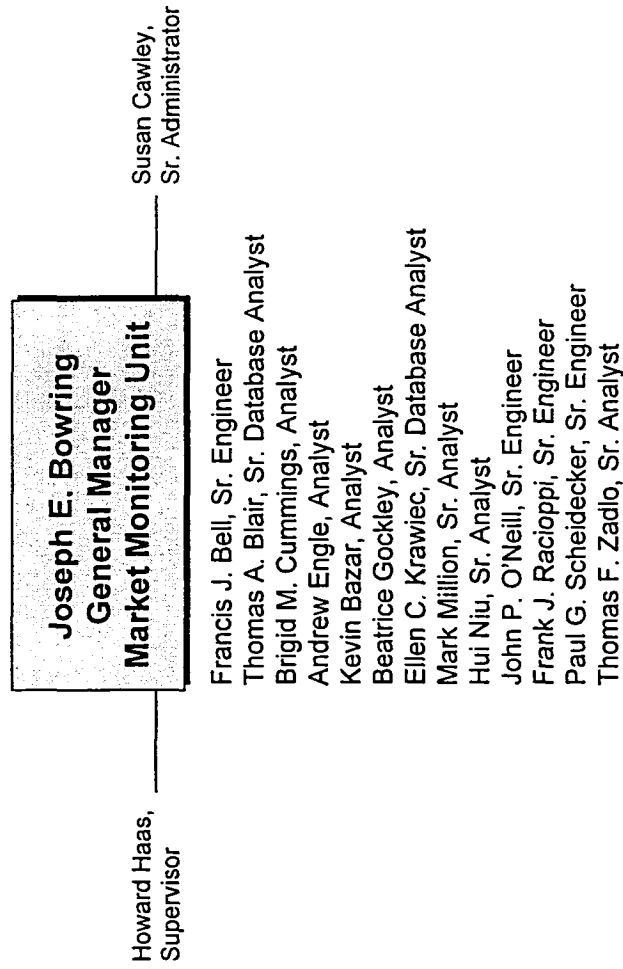 Joseph E. Bowring
General Manager
Market Monitoring Unit
Howard Haas,
Supervisor
Susan Cawley,
Sr. Administrator
Francis J. Bell, Sr. Engineer
Thomas A. Blair, Sr. Database Analyst
Brigid M. Cummings, Analyst
Andrew Engle, Analyst
Kevin Bazar, Analyst
Beatrice Gockley, Analyst
Ellen C. Krawiec, Sr. Database Analyst
Mark Million, Sr. Analyst
Hui Niu, Sr. Analyst
John P. O'Neill, Sr. Engineer
Frank J. Racioppi, Sr. Engineer
Paul G. Scheidecker, Sr. Engineer
Thomas F. Zadlo, Sr. Analyst